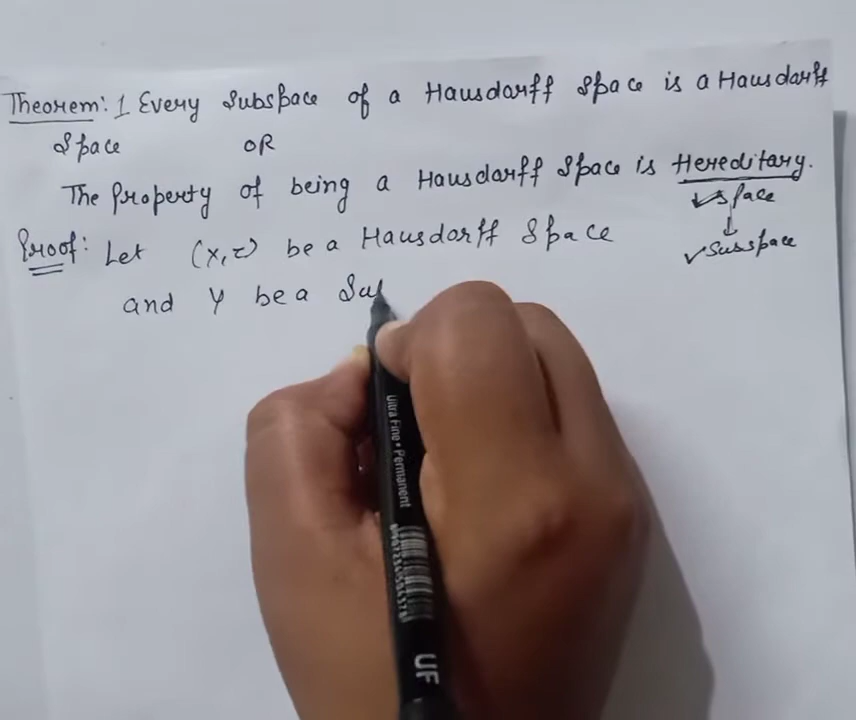 Theorem: 1 Every Subspace of a Hausdorff Space is a Hausdorff
Space OR
The Property of being a Hausdorff Space is Hereditary.
Space
↓
Subspace
Proof: Let (X,τ) be a Hausdorff Space
and Y be a Su
Ultra Fine • Permanent
UF